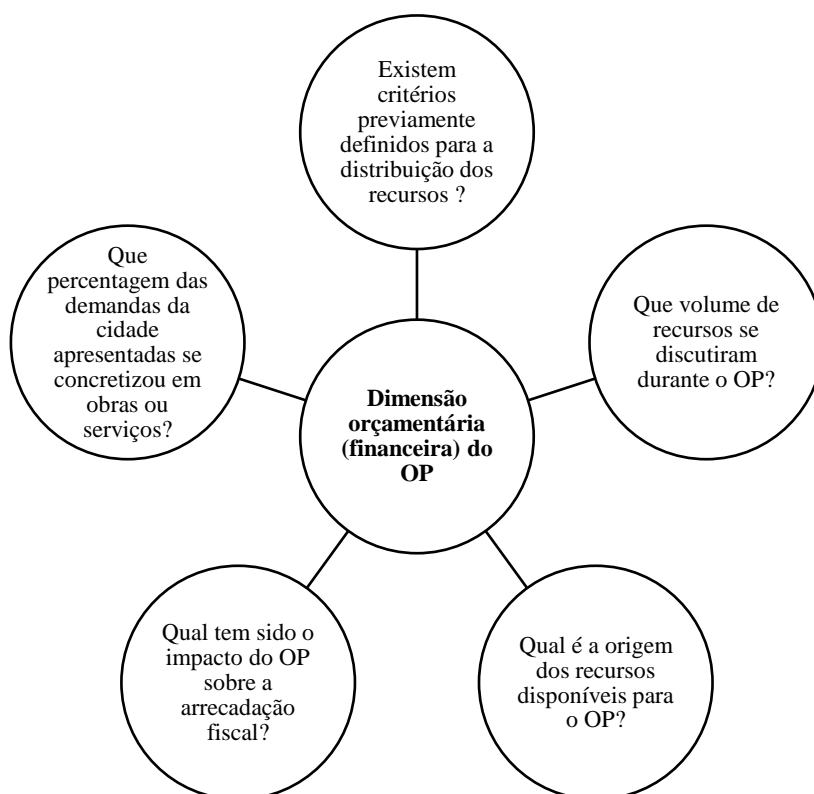 Existem
critérios
previamente
definidos para a
distribuição dos
recursos ?
Que
percentagem das
demandas da
cidade
apresentadas se
concretizou em
obras ou
serviços?
Que volume de
recursos se
discutiram
durante o OP?
Dimensão
orçamentária
(financeira) do
OP
Qual tem sido o
impacto do OP
sobre a
arrecadação
fiscal?
Qual é a origem
dos recursos
disponíveis para
o OP?